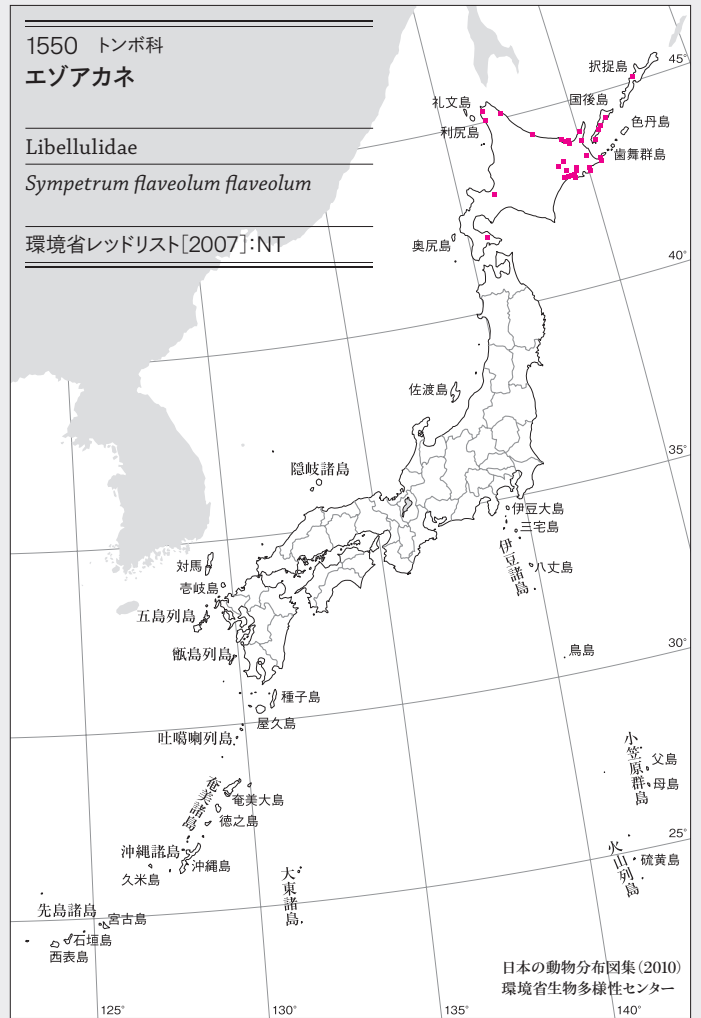 1550 トンボ科
エゾアカネ
Libellulidae
Sympetrum flaveolum flaveolum
環境省レッドリスト[2007]:NT
択捉島
45°
国後島
礼文島
色丹島
利尻島
歯舞群島
奥尻島
40°
佐渡島
35°
隠岐諸島
伊豆大島
三宅島
伊豆諸島
八丈島
対馬
壱岐島
五島列島
甑島列島
鳥島
30°
種子島
屋久島
吐噶喇列島
小笠原群島
父島
母島
奄美諸島
奄美大島
徳之島
25°
沖縄諸島
沖縄島
久米島
火山列島
硫黄島
大東諸島
先島諸島
宮古島
石垣島
西表島
日本の動物分布図集(2010)
環境省生物多様性センター
125°
130°
135°
140°